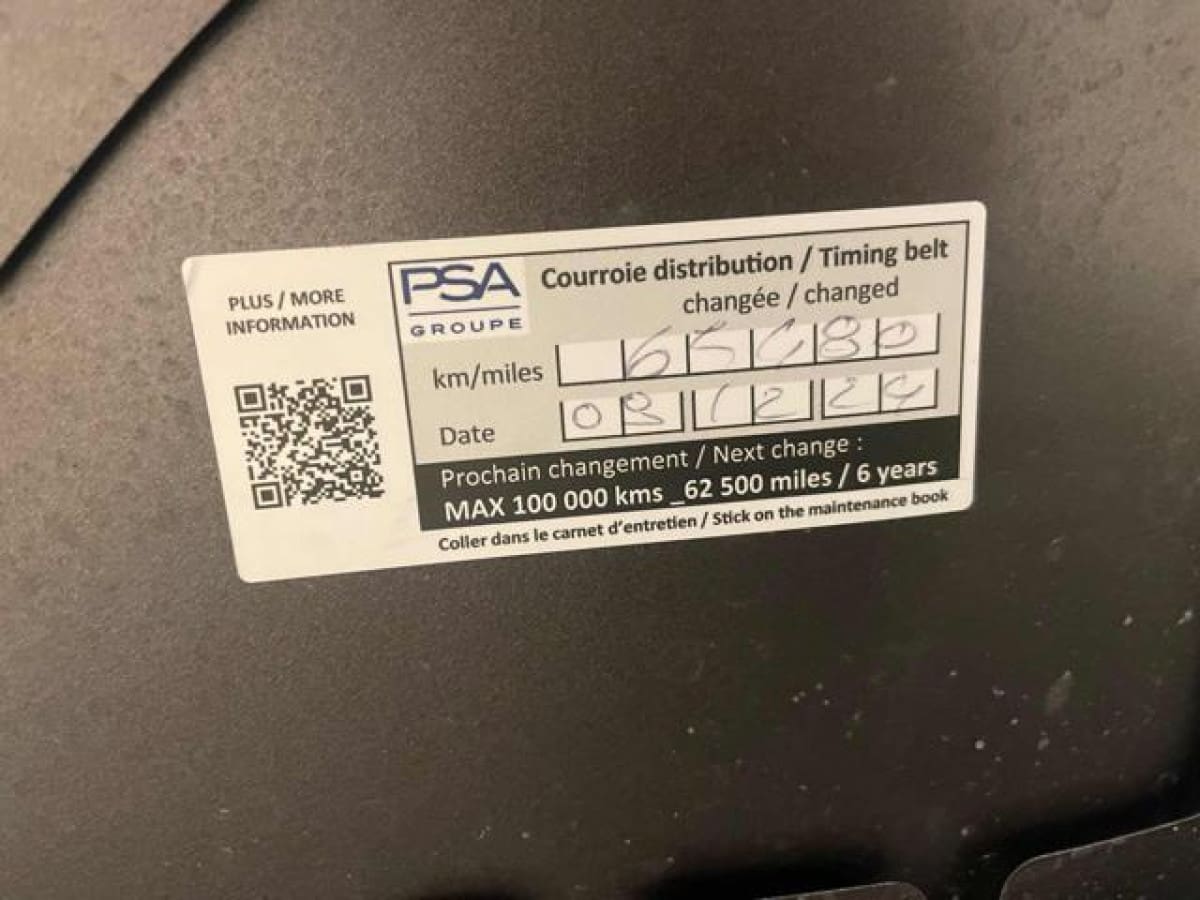 PLUS / MORE
INFORMATION
PSA
GROUPE
Courroie distribution / Timing belt
changée / changed
km/miles 65480
Date 12 24
Prochain changement / Next change :
MAX 100 000 kms _62 500 miles / 6 years
Coller dans le carnet d'entretien / Stick on the maintenance book